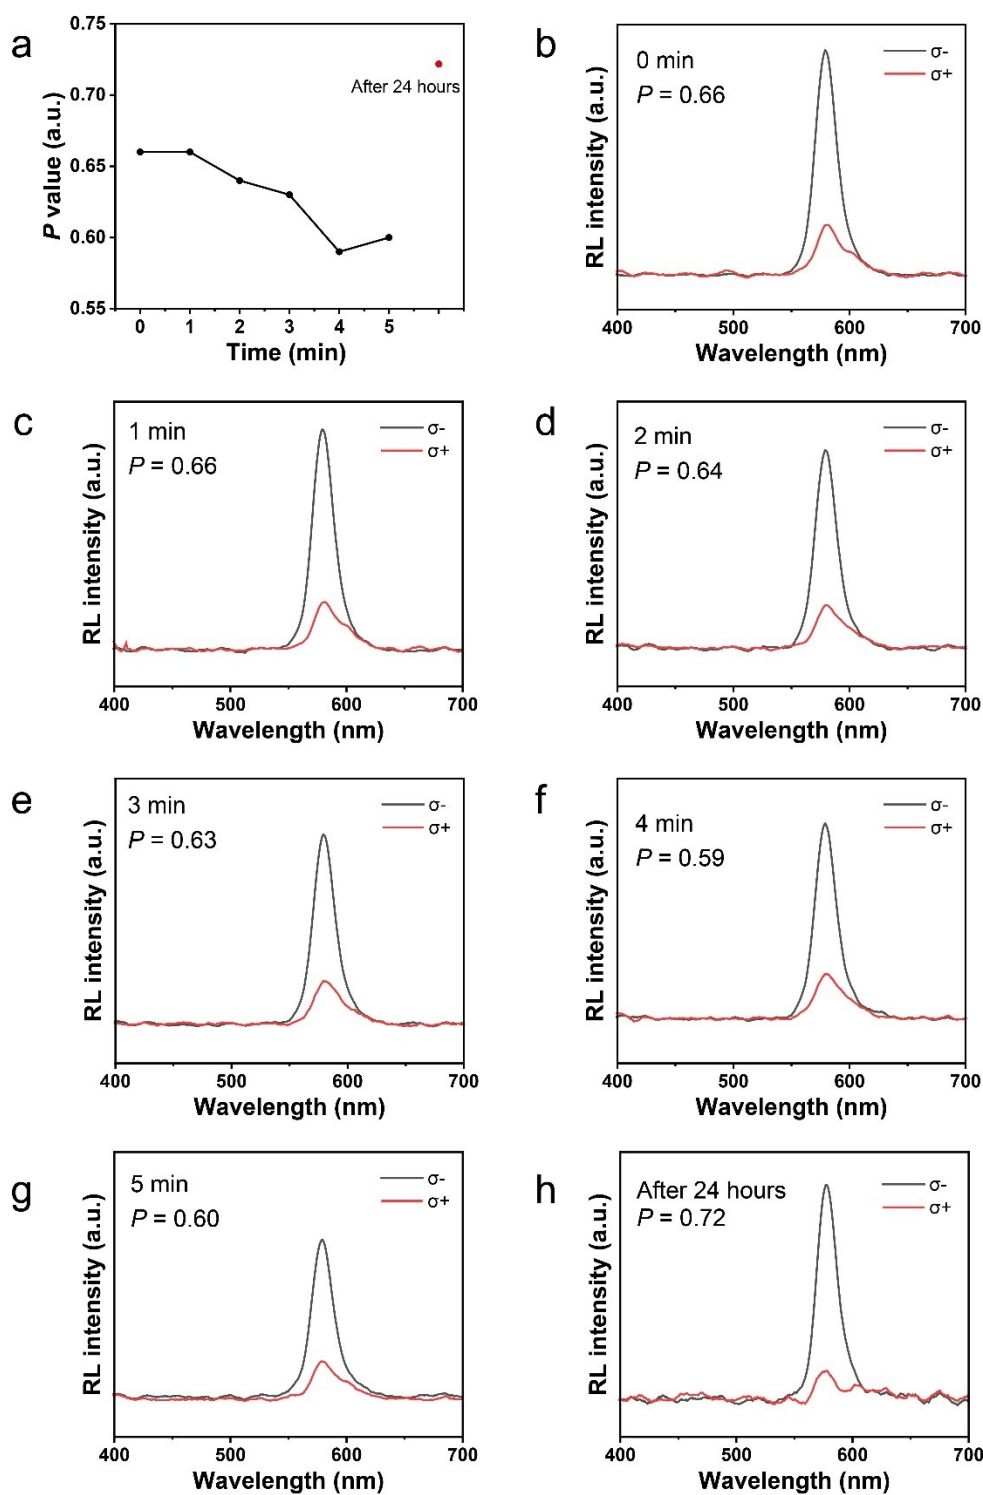 a
0.75
0.70
0.65
0.60
0.55
P value (a.u.)
After 24 hours
0 1 2 3 4 5
Time (min)
b
0 min
P = 0.66
σ-
σ+
RL intensity (a.u.)
400 500 600 700
Wavelength (nm)
c
1 min
P = 0.66
σ-
σ+
RL intensity (a.u.)
400 500 600 700
Wavelength (nm)
d
2 min
P = 0.64
σ-
σ+
RL intensity (a.u.)
400 500 600 700
Wavelength (nm)
e
3 min
P = 0.63
σ-
σ+
RL intensity (a.u.)
400 500 600 700
Wavelength (nm)
f
4 min
P = 0.59
σ-
σ+
RL intensity (a.u.)
400 500 600 700
Wavelength (nm)
g
5 min
P = 0.60
σ-
σ+
RL intensity (a.u.)
400 500 600 700
Wavelength (nm)
h
After 24 hours
P = 0.72
σ-
σ+
RL intensity (a.u.)
400 500 600 700
Wavelength (nm)